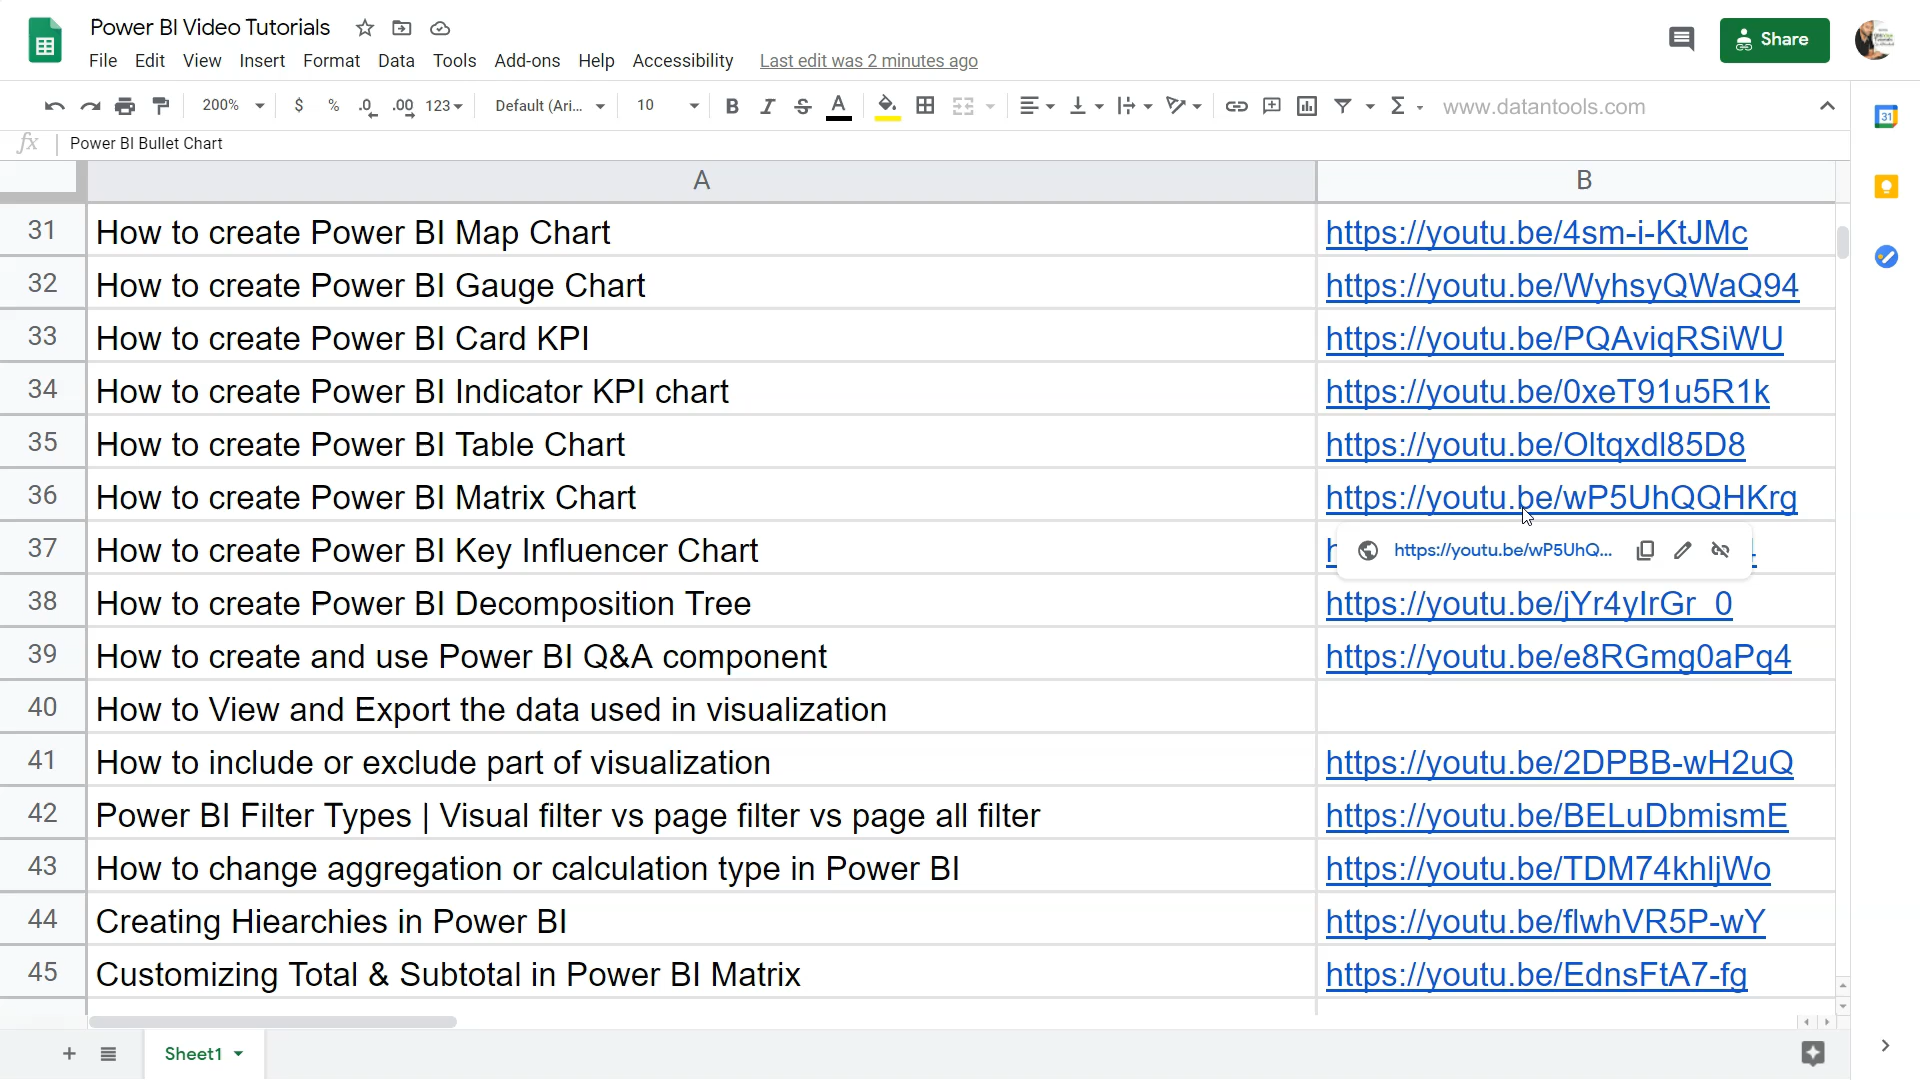 Power BI Video Tutorials
Share
File Edit View Insert Format Data Tools Add-ons Help Accessibility Last edit was 2 minutes ago
200% $ % .0 .00 123 Default (Ari... 10 B I S A Σ www.datantools.com
31
fx Power BI Bullet Chart
A B
31 How to create Power BI Map Chart https://youtu.be/4sm-i-KtJMc
32 How to create Power BI Gauge Chart https://youtu.be/WyhsyQWaQ94
33 How to create Power BI Card KPI https://youtu.be/PQAviqRSiWU
34 How to create Power BI Indicator KPI chart https://youtu.be/0xeT91u5R1k
35 How to create Power BI Table Chart https://youtu.be/Oltqxdl85D8
36 How to create Power BI Matrix Chart https://youtu.be/wP5UhQQHKrg
37 How to create Power BI Key Influencer Chart https://youtu.be/wP5UhQ...
38 How to create Power BI Decomposition Tree https://youtu.be/jYr4yIrGr_0
39 How to create and use Power BI Q&A component https://youtu.be/e8RGmg0aPq4
40 How to View and Export the data used in visualization
41 How to include or exclude part of visualization https://youtu.be/2DPBB-wH2uQ
42 Power BI Filter Types | Visual filter vs page filter vs page all filter https://youtu.be/BELuDbmismE
43 How to change aggregation or calculation type in Power BI https://youtu.be/TDM74khljWo
44 Creating Hiearchies in Power BI https://youtu.be/flwhVR5P-wY
45 Customizing Total & Subtotal in Power BI Matrix https://youtu.be/EdnsFtA7-fg
Sheet1